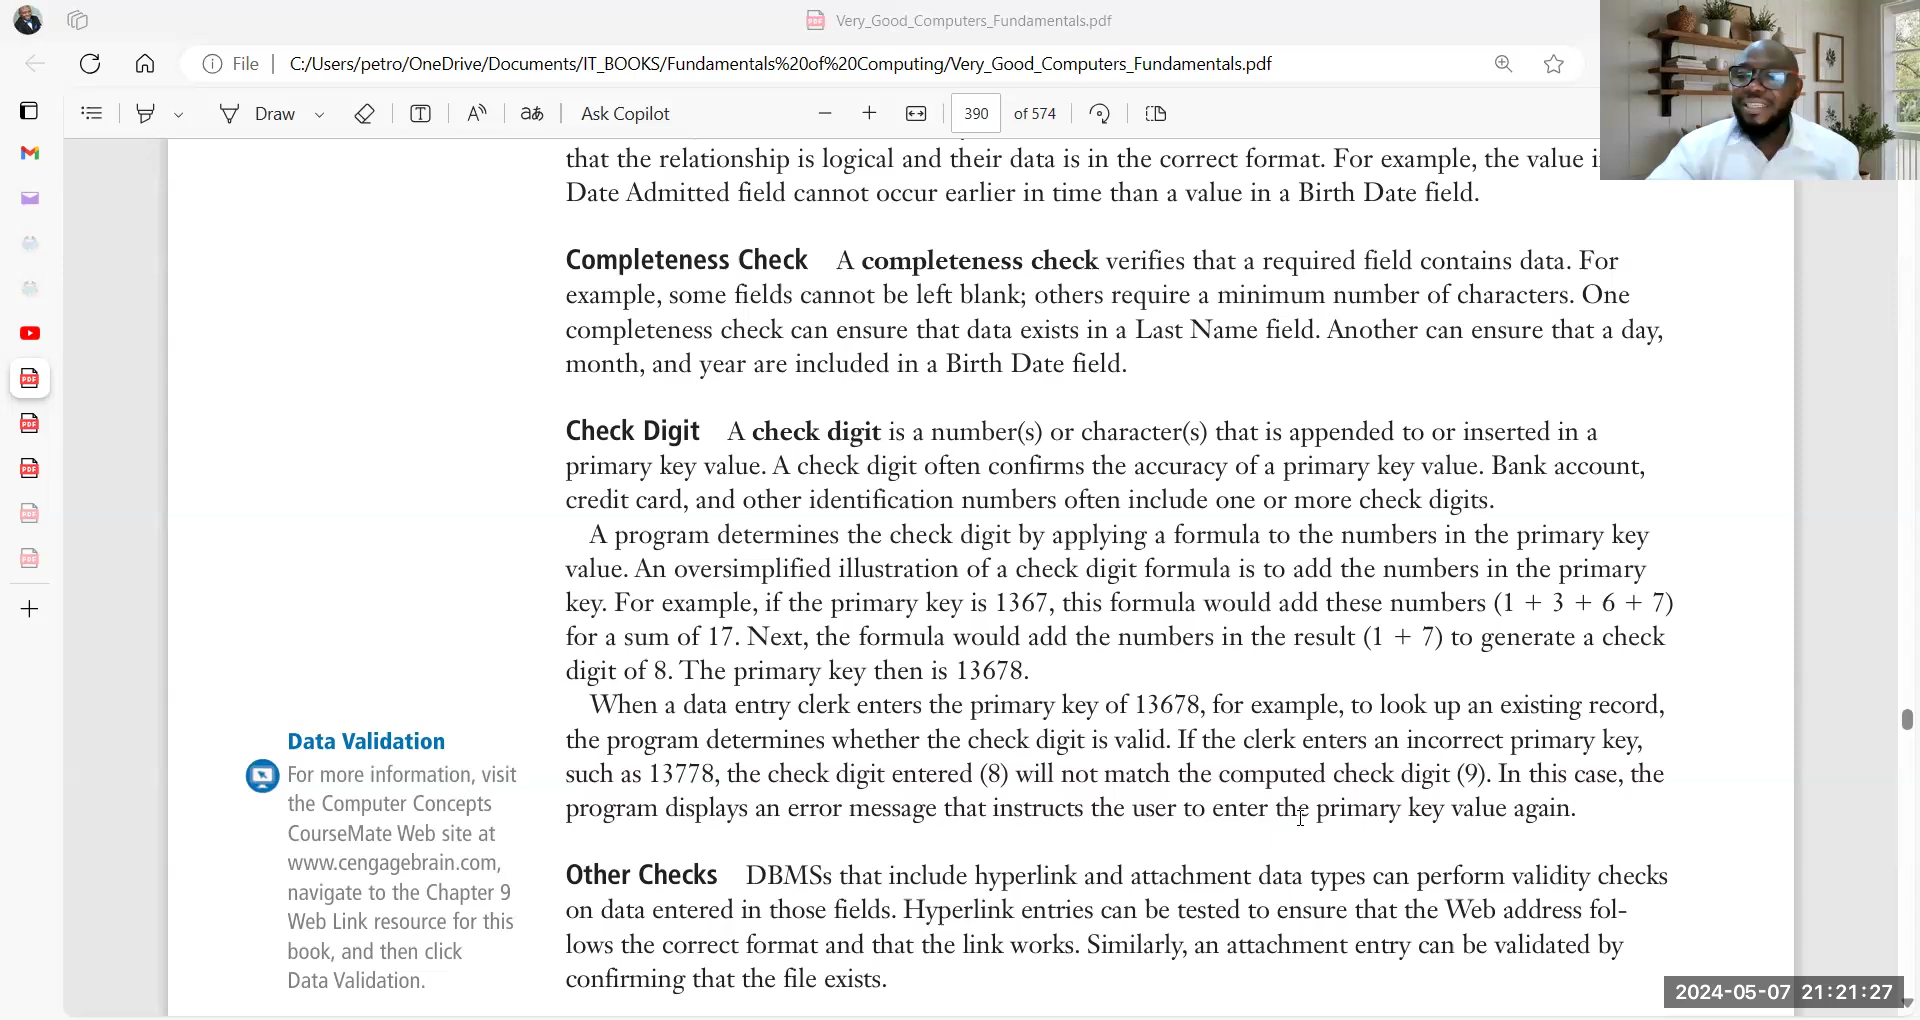 Very_Good_Computers_Fundamentals.pdf
File
C:/Users/petro/OneDrive/Documents/IT_BOOKS/Fundamentals%20of%20Computing/Very_Good_Computers_Fundamentals.pdf
Draw
Ask Copilot
390 of 574
that the relationship is logical and their data is in the correct format. For example, the value
Date Admitted field cannot occur earlier in time than a value in a Birth Date field.
Completeness Check A completeness check verifies that a required field contains data. For
example, some fields cannot be left blank; others require a minimum number of characters. One
completeness check can ensure that data exists in a Last Name field. Another can ensure that a day,
month, and year are included in a Birth Date field.
Check Digit A check digit is a number(s) or character(s) that is appended to or inserted in a
primary key value. A check digit often confirms the accuracy of a primary key value. Bank account,
credit card, and other identification numbers often include one or more check digits.
A program determines the check digit by applying a formula to the numbers in the primary key
value. An oversimplified illustration of a check digit formula is to add the numbers in the primary
key. For example, if the primary key is 1367, this formula would add these numbers (1 + 3 + 6 + 7)
for a sum of 17. Next, the formula would add the numbers in the result (1 + 7) to generate a check
digit of 8. The primary key then is 13678.
When a data entry clerk enters the primary key of 13678, for example, to look up an existing record,
the program determines whether the check digit is valid. If the clerk enters an incorrect primary key,
such as 13778, the check digit entered (8) will not match the computed check digit (9). In this case, the
program displays an error message that instructs the user to enter the primary key value again.
Data Validation
For more information, visit
the Computer Concepts
CourseMate Web site at
www.cengagebrain.com,
navigate to the Chapter 9
Web Link resource for this
book, and then click
Data Validation.
Other Checks DBMSs that include hyperlink and attachment data types can perform validity checks
on data entered in those fields. Hyperlink entries can be tested to ensure that the Web address fol-
lows the correct format and that the link works. Similarly, an attachment entry can be validated by
confirming that the file exists.
2024-05-07 21:21:27